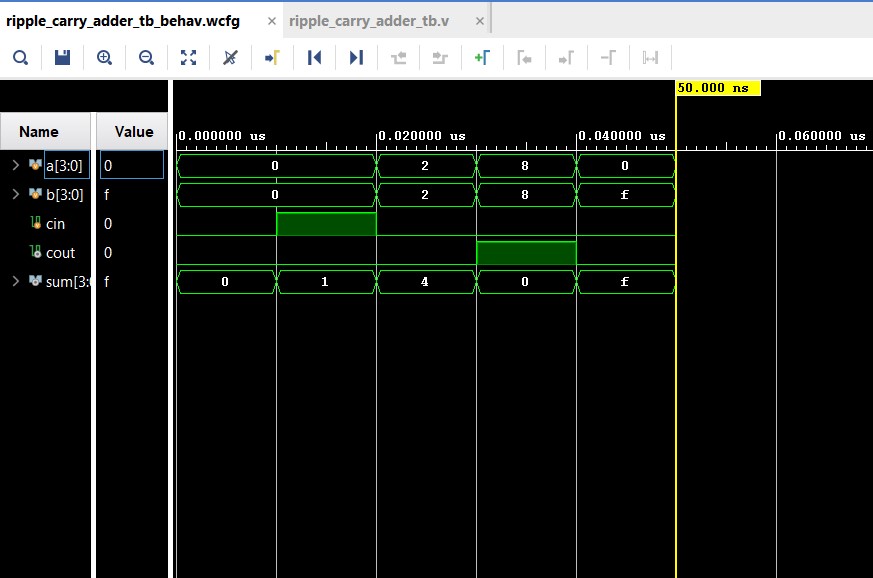 ripple_carry_adder_tb_behav.wcfg × ripple_carry_adder_tb.v ×
50.000 ns
Name Value
0.000000 us 0.020000 us 0.040000 us 0.060000 us
a[3:0] 0 0 2 8 0
b[3:0] f 0 2 8 f
cin 0
cout 0
sum[3:0 f 0 1 4 0 f